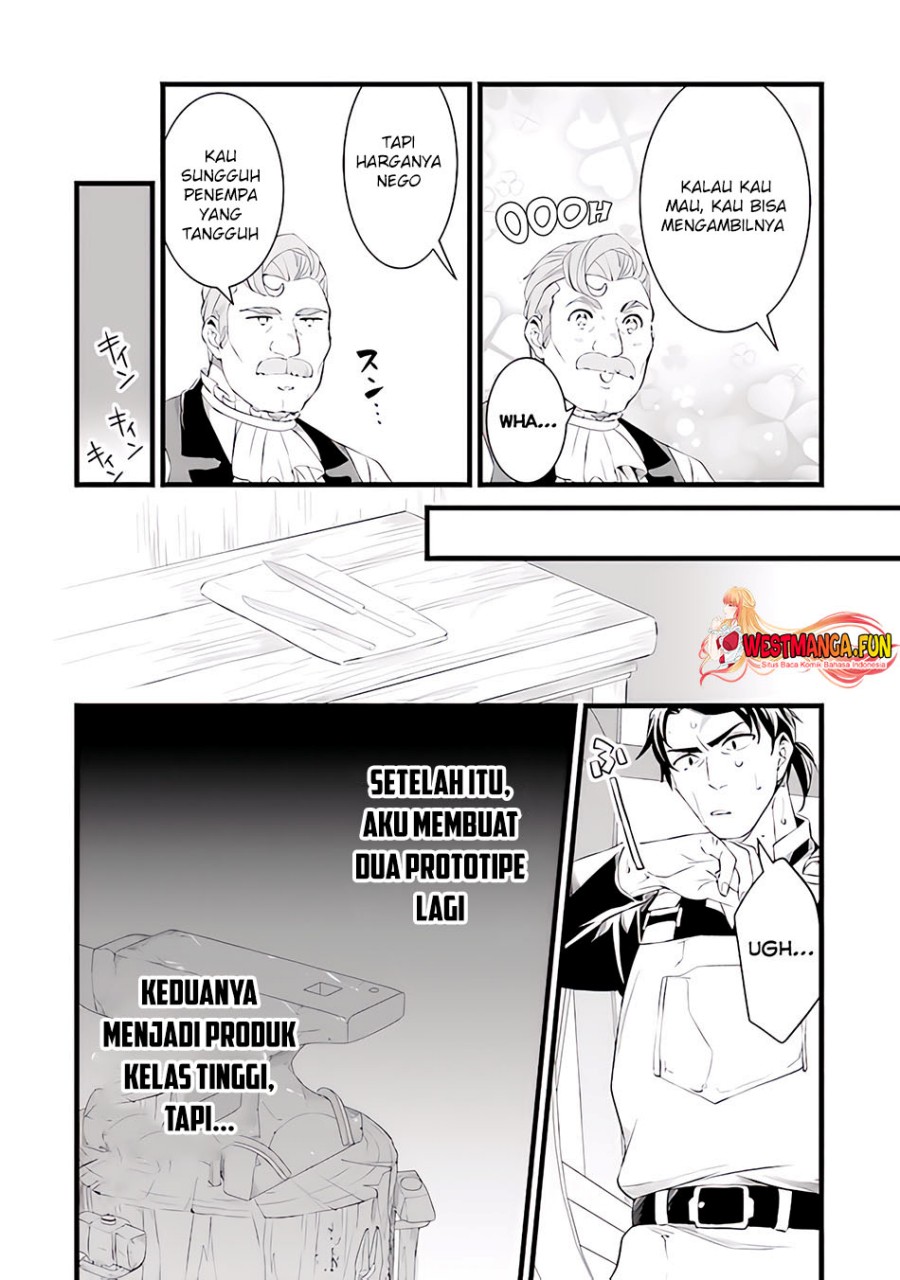 KALAU KAU
MAU, KAU BISA
MENGAMBILNYA
OOOH
WHA...
TAPI
HARGANYA
NEGO
KAU
SUNGGUH
PENEMPA
YANG
TANGGUH
スン…
キィン
キィン
キィン
WESTMANGA.FUN
Situs Baca Komik Bahasa Indonesia
ふぅー
UGH...
SETELAH ITU,
AKU MEMBUAT
DUA PROTOTIPE
LAGI
KEDUANYA
MENJADI PRODUK
KELAS TINGGI,
TAPI...